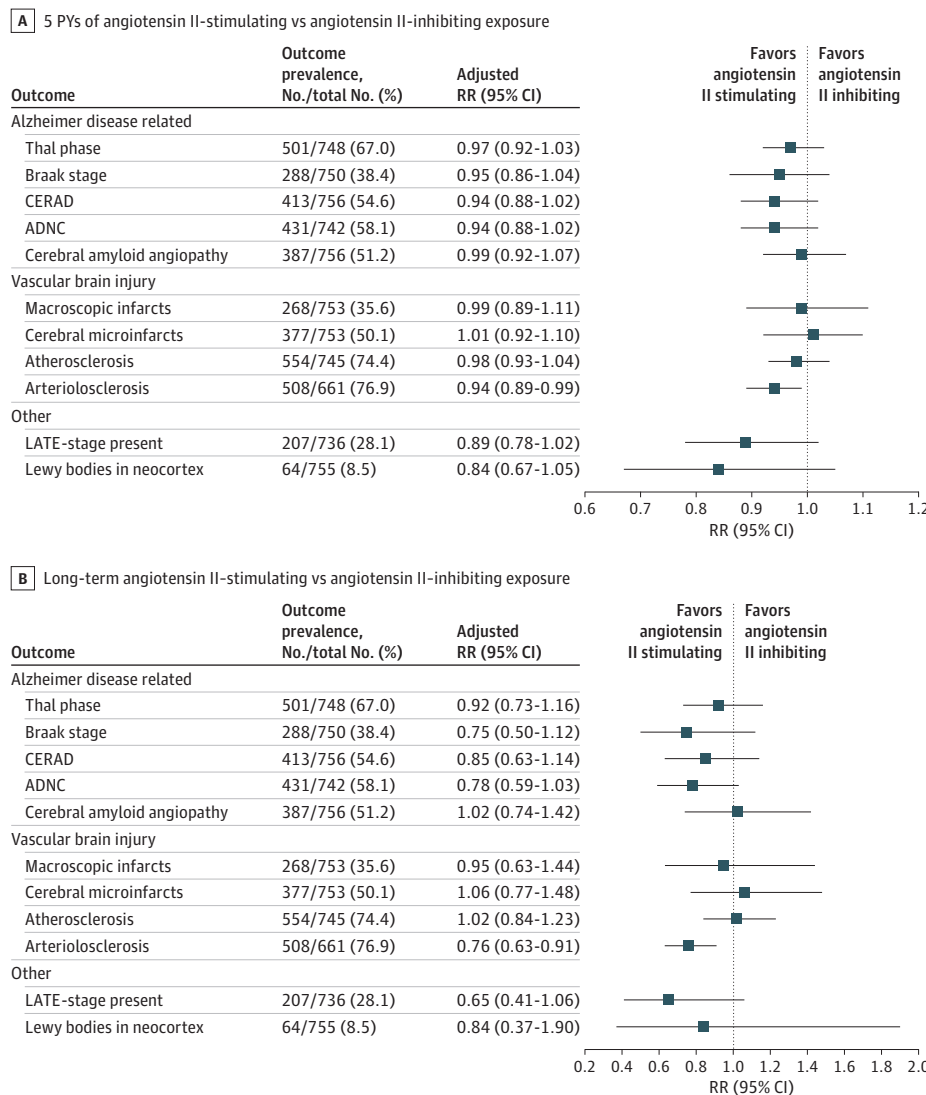 A 5 PYs of angiotensin II-stimulating vs angiotensin II-inhibiting exposure
Outcome
Outcome prevalence, No./total No. (%)
Adjusted RR (95% CI)
Favors angiotensin II stimulating
Favors angiotensin II inhibiting
Alzheimer disease related
Thal phase 501/748 (67.0) 0.97 (0.92-1.03)
Braak stage 288/750 (38.4) 0.95 (0.86-1.04)
CERAD 413/756 (54.6) 0.94 (0.88-1.02)
ADNC 431/742 (58.1) 0.94 (0.88-1.02)
Cerebral amyloid angiopathy 387/756 (51.2) 0.99 (0.92-1.07)
Vascular brain injury
Macroscopic infarcts 268/753 (35.6) 0.99 (0.89-1.11)
Cerebral microinfarcts 377/753 (50.1) 1.01 (0.92-1.10)
Atherosclerosis 554/745 (74.4) 0.98 (0.93-1.04)
Arteriolosclerosis 508/661 (76.9) 0.94 (0.89-0.99)
Other
LATE-stage present 207/736 (28.1) 0.89 (0.78-1.02)
Lewy bodies in neocortex 64/755 (8.5) 0.84 (0.67-1.05)
0.6 0.7 0.8 0.9 1.0 1.1 1.2
RR (95% CI)
B Long-term angiotensin II-stimulating vs angiotensin II-inhibiting exposure
Outcome
Outcome prevalence, No./total No. (%)
Adjusted RR (95% CI)
Favors angiotensin II stimulating
Favors angiotensin II inhibiting
Alzheimer disease related
Thal phase 501/748 (67.0) 0.92 (0.73-1.16)
Braak stage 288/750 (38.4) 0.75 (0.50-1.12)
CERAD 413/756 (54.6) 0.85 (0.63-1.14)
ADNC 431/742 (58.1) 0.78 (0.59-1.03)
Cerebral amyloid angiopathy 387/756 (51.2) 1.02 (0.74-1.42)
Vascular brain injury
Macroscopic infarcts 268/753 (35.6) 0.95 (0.63-1.44)
Cerebral microinfarcts 377/753 (50.1) 1.06 (0.77-1.48)
Atherosclerosis 554/745 (74.4) 1.02 (0.84-1.23)
Arteriolosclerosis 508/661 (76.9) 0.76 (0.63-0.91)
Other
LATE-stage present 207/736 (28.1) 0.65 (0.41-1.06)
Lewy bodies in neocortex 64/755 (8.5) 0.84 (0.37-1.90)
0.2 0.4 0.6 0.8 1.0 1.2 1.4 1.6 1.8 2.0
RR (95% CI)